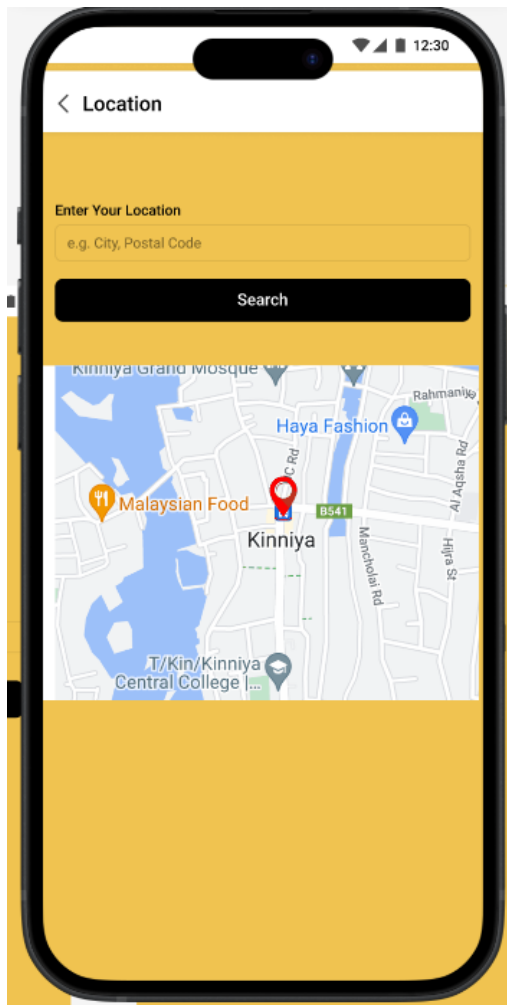 12:30
Location
Enter Your Location
e.g. City, Postal Code
Search
Kinniya Grand Mosque
Rahmaniya
Haya Fashion
C Rd
Al Aqsha Rd
Malaysian Food
B541
Kinniya
Mancholai Rd
Hijra St
T/Kin/Kinniya
Central College |...